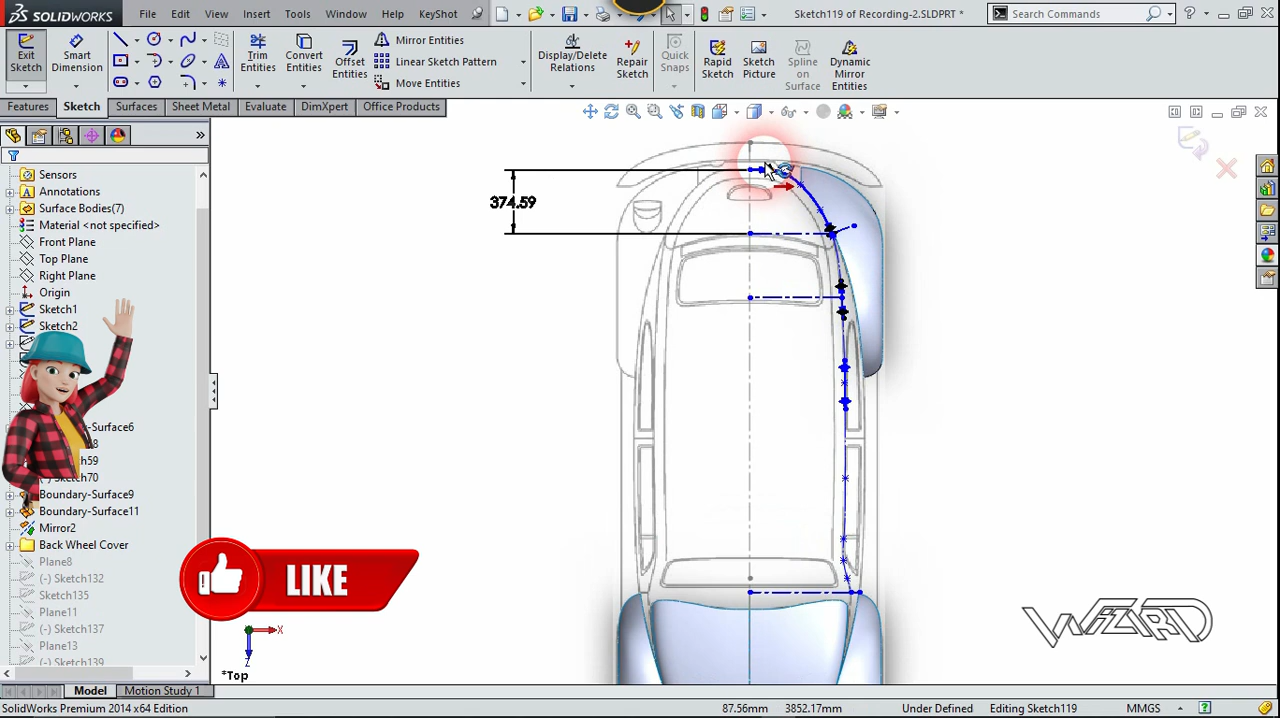 SOLIDWORKS
File Edit View Insert Tools Window Help KeyShot
Sketch119 of Recording-2.SLDPRT *
Search Commands
Exit Sketch
Smart Dimension
Trim Entities
Convert Entities
Offset Entities
Mirror Entities
Linear Sketch Pattern
Move Entities
Display/Delete Relations
Repair Sketch
Quick Snaps
Rapid Sketch
Sketch Picture
Spline on Surface
Dynamic Mirror Entities
Features Sketch Surfaces Sheet Metal Evaluate DimXpert Office Products
Sensors
Annotations
Surface Bodies(7)
Material <not specified>
Front Plane
Top Plane
Right Plane
Origin
Sketch1
Sketch2
Boundary-Surface9
Boundary-Surface11
Mirror2
Back Wheel Cover
Plane8
(-) Sketch132
Sketch135
Plane11
(-) Sketch137
Plane13
(-) Sketch139
374.59
LIKE
WIZARD
X
Z
*Top
Model Motion Study 1
SolidWorks Premium 2014 x64 Edition
87.56mm 3852.17mm Under Defined Editing Sketch119 MMGS